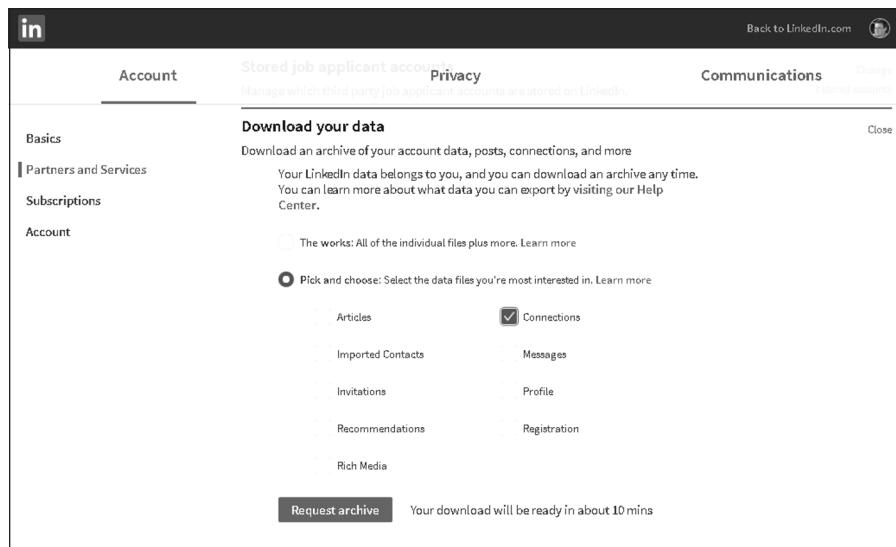 in
Back to LinkedIn.com
Account
Privacy
Communications
Stored job applicant accounts
Change
Manage which third party job applicant accounts are stored on LinkedIn.
Basics
Partners and Services
Subscriptions
Account
Download your data
Close
Download an archive of your account data, posts, connections, and more
Your LinkedIn data belongs to you, and you can download an archive any time.
You can learn more about what data you can export by visiting our Help
Center.
The works: All of the individual files plus more. Learn more
Pick and choose: Select the data files you're most interested in. Learn more
Articles
Connections
Imported Contacts
Messages
Invitations
Profile
Recommendations
Registration
Rich Media
Request archive
Your download will be ready in about 10 mins